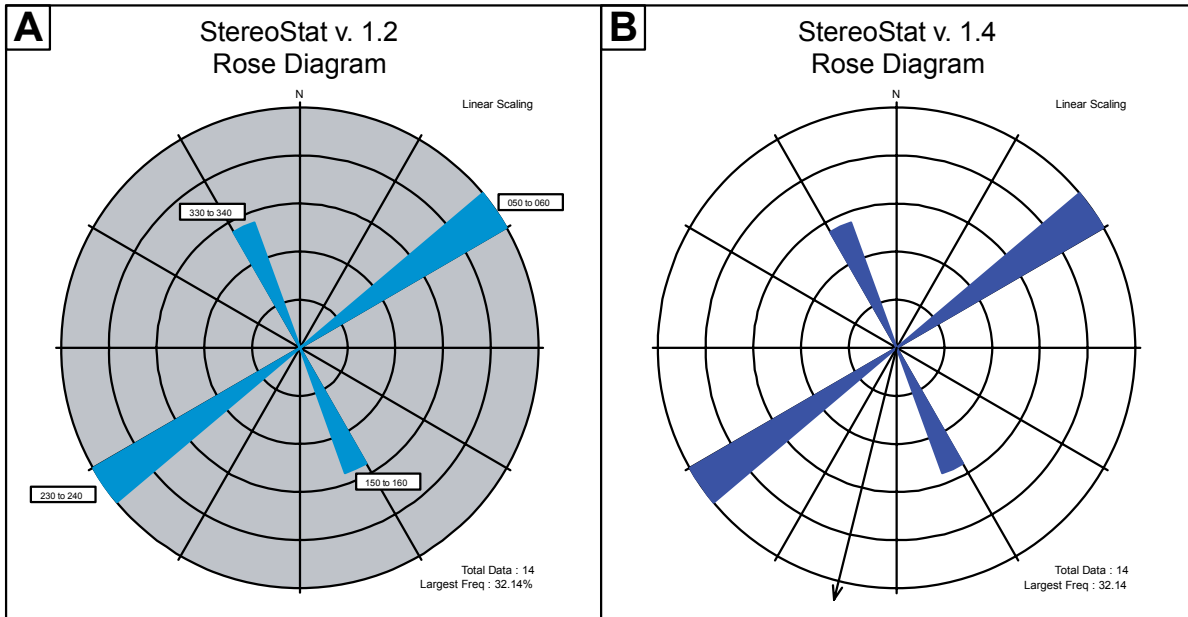 A
StereoStat v. 1.2
Rose Diagram
N
Linear Scaling
330 to 340
050 to 060
230 to 240
150 to 160
Total Data : 14
Largest Freq : 32.14%
B
StereoStat v. 1.4
Rose Diagram
N
Linear Scaling
Total Data : 14
Largest Freq : 32.14